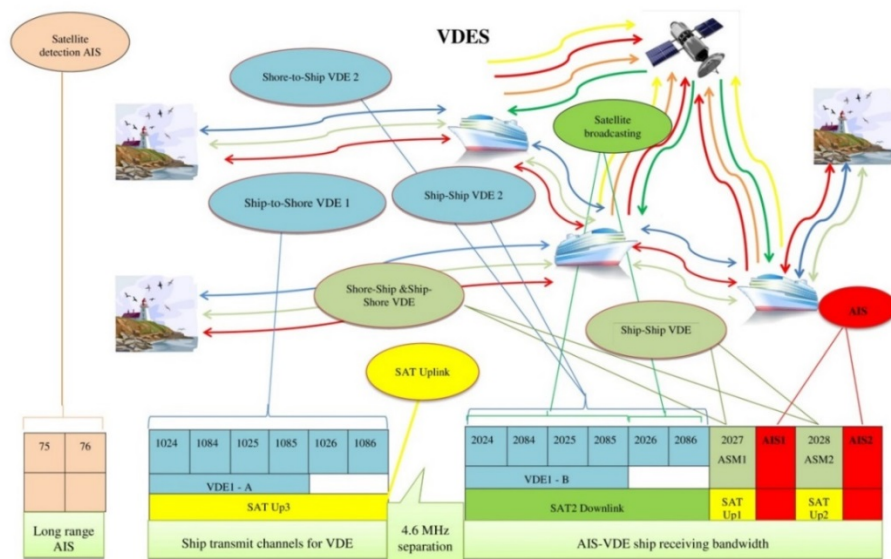 VDES
Satellite
detection AIS
Shore-to-Ship VDE 2
Satellite
broadcasting
Ship-to-Shore VDE 1
Ship-Ship VDE 2
Shore-Ship &Ship-
Shore VDE
Ship-Ship VDE
AIS
SAT Uplink
75 76
1024 1084 1025 1085 1026 1086
2024 2084 2025 2085 2026 2086 2027 AIS1 2028 AIS2
ASM1 ASM2
VDE1 - A
VDE1 - B
SAT Up3
SAT2 Downlink
SAT
Up1
SAT
Up2
Long range
AIS
Ship transmit channels for VDE
4.6 MHz
separation
AIS-VDE ship receiving bandwidth